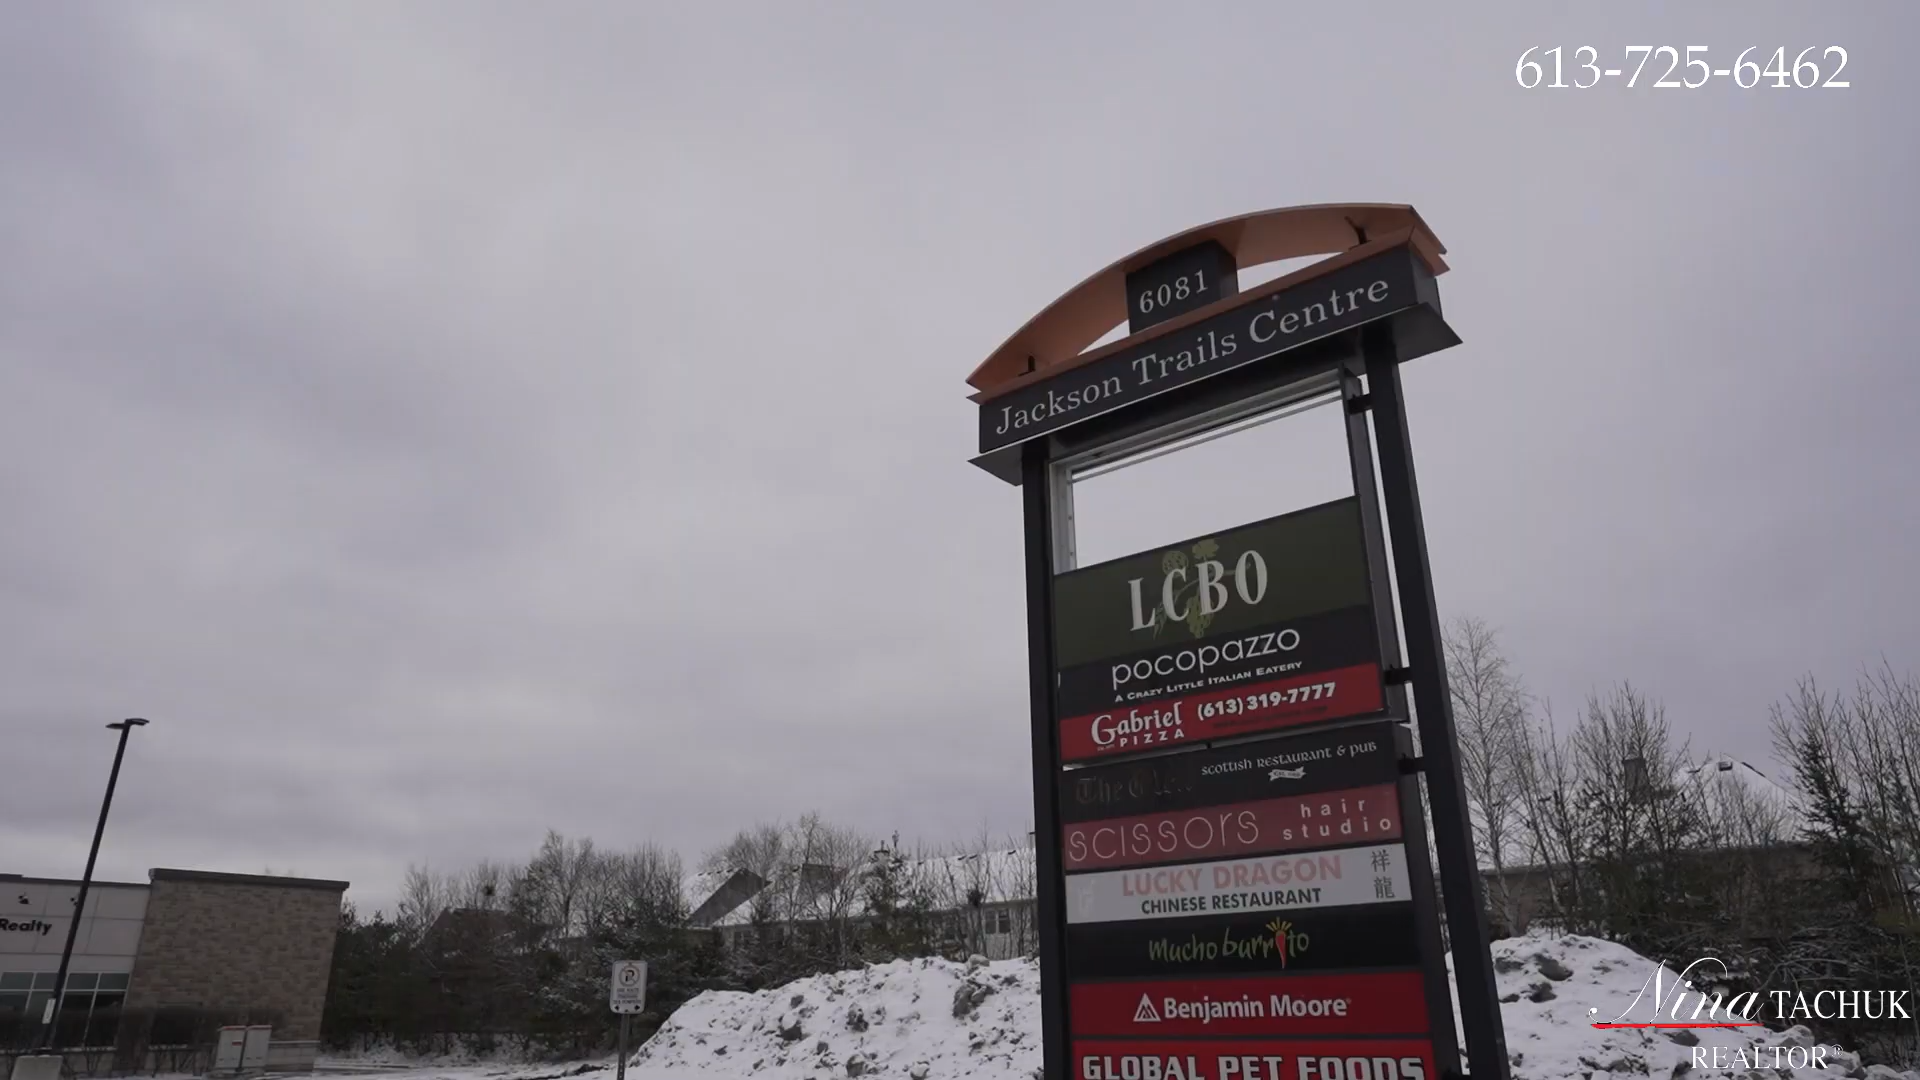 613-725-6462
6081
Jackson Trails Centre
LCBO
pocopazzo
A CRAZY LITTLE ITALIAN EATERY
Gabriel
PIZZA
(613) 319-7777
The Glen
SCOTTISH RESTAURANT & PUB
scissors
hair
studio
LUCKY DRAGON
CHINESE RESTAURANT
祥
龍
mucho burrito
Benjamin Moore
GLOBAL PET FOODS
Realty
Nina TACHUK
REALTOR®